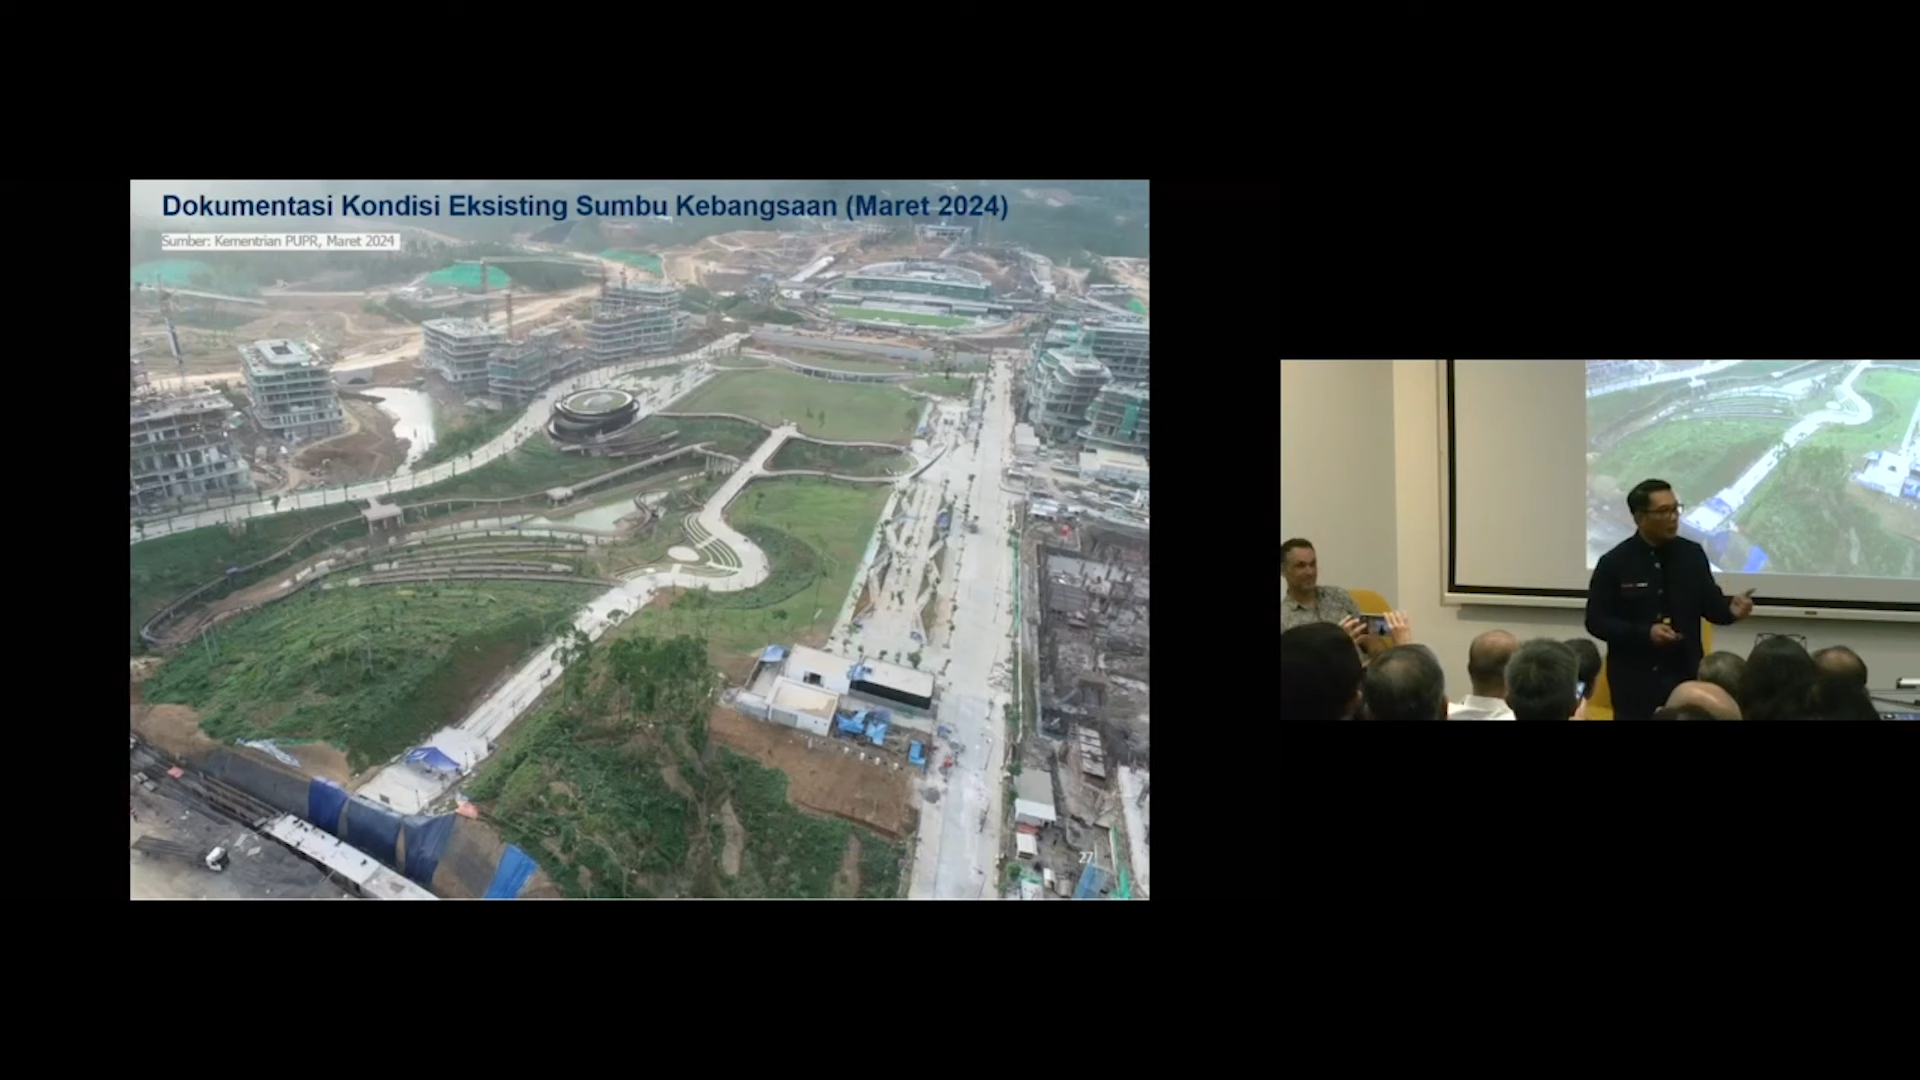 Dokumentasi Kondisi Eksisting Sumbu Kebangsaan (Maret 2024)
Sumber: Kementrian PUPR, Maret 2024
27